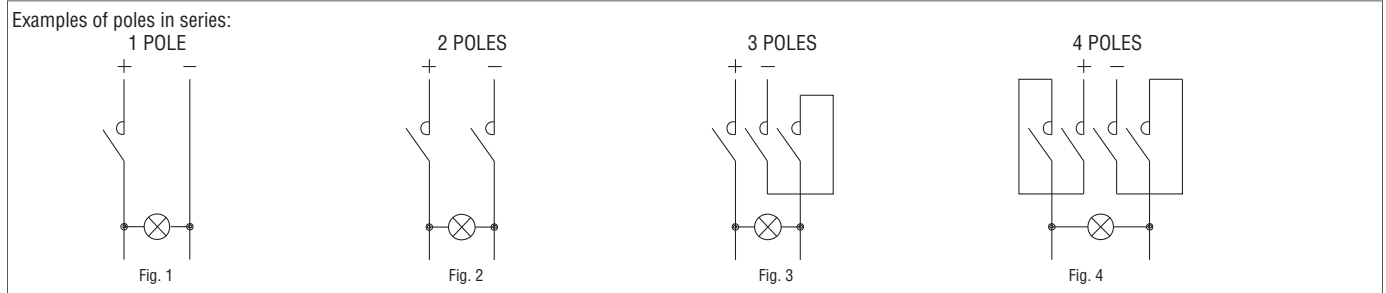 Examples of poles in series:
1 POLE 2 POLES 3 POLES 4 POLES
+ – + – + – + –
Fig. 1 Fig. 2 Fig. 3 Fig. 4